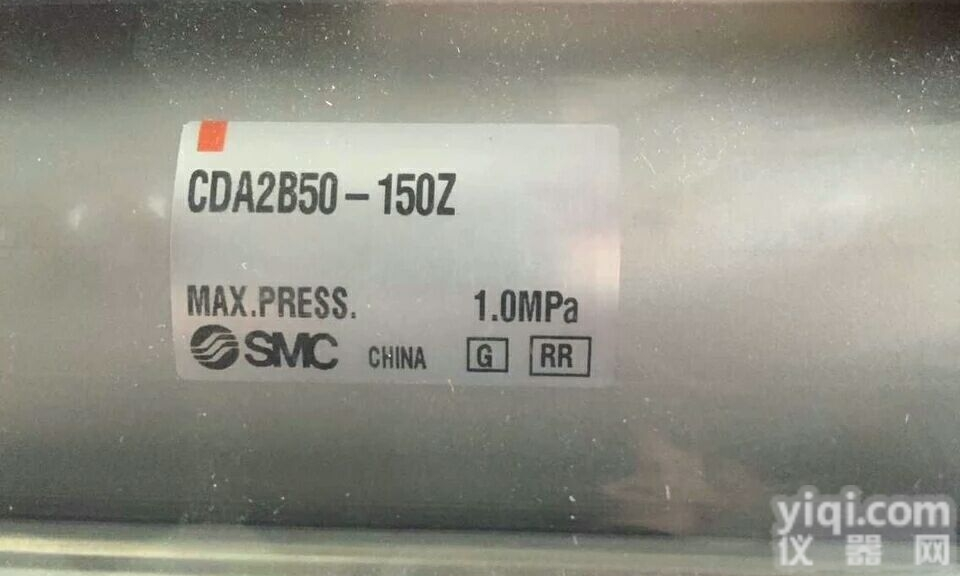 CDA2B50-150Z
MAX.PRESS. 1.0MPa
SMC CHINA G RR
yiqi.com
仪器网